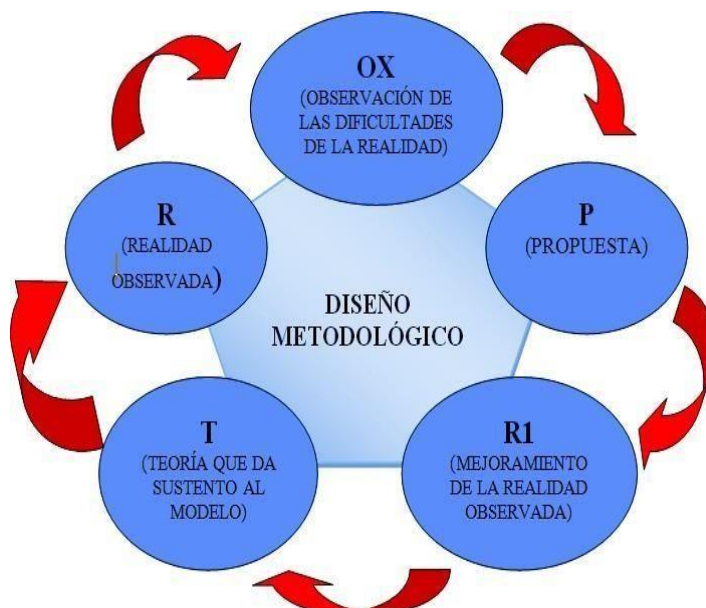 OX
(OBSERVACIÓN DE
LAS DIFICULTADES
DE LA REALIDAD)
R
(REALIDAD
OBSERVADA)
P
(PROPUESTA)
DISEÑO
METODOLÓGICO
T
(TEORÍA QUE DA
SUSTENTO AL
MODELO)
R1
(MEJORAMIENTO
DE LA REALIDAD
OBSERVADA)